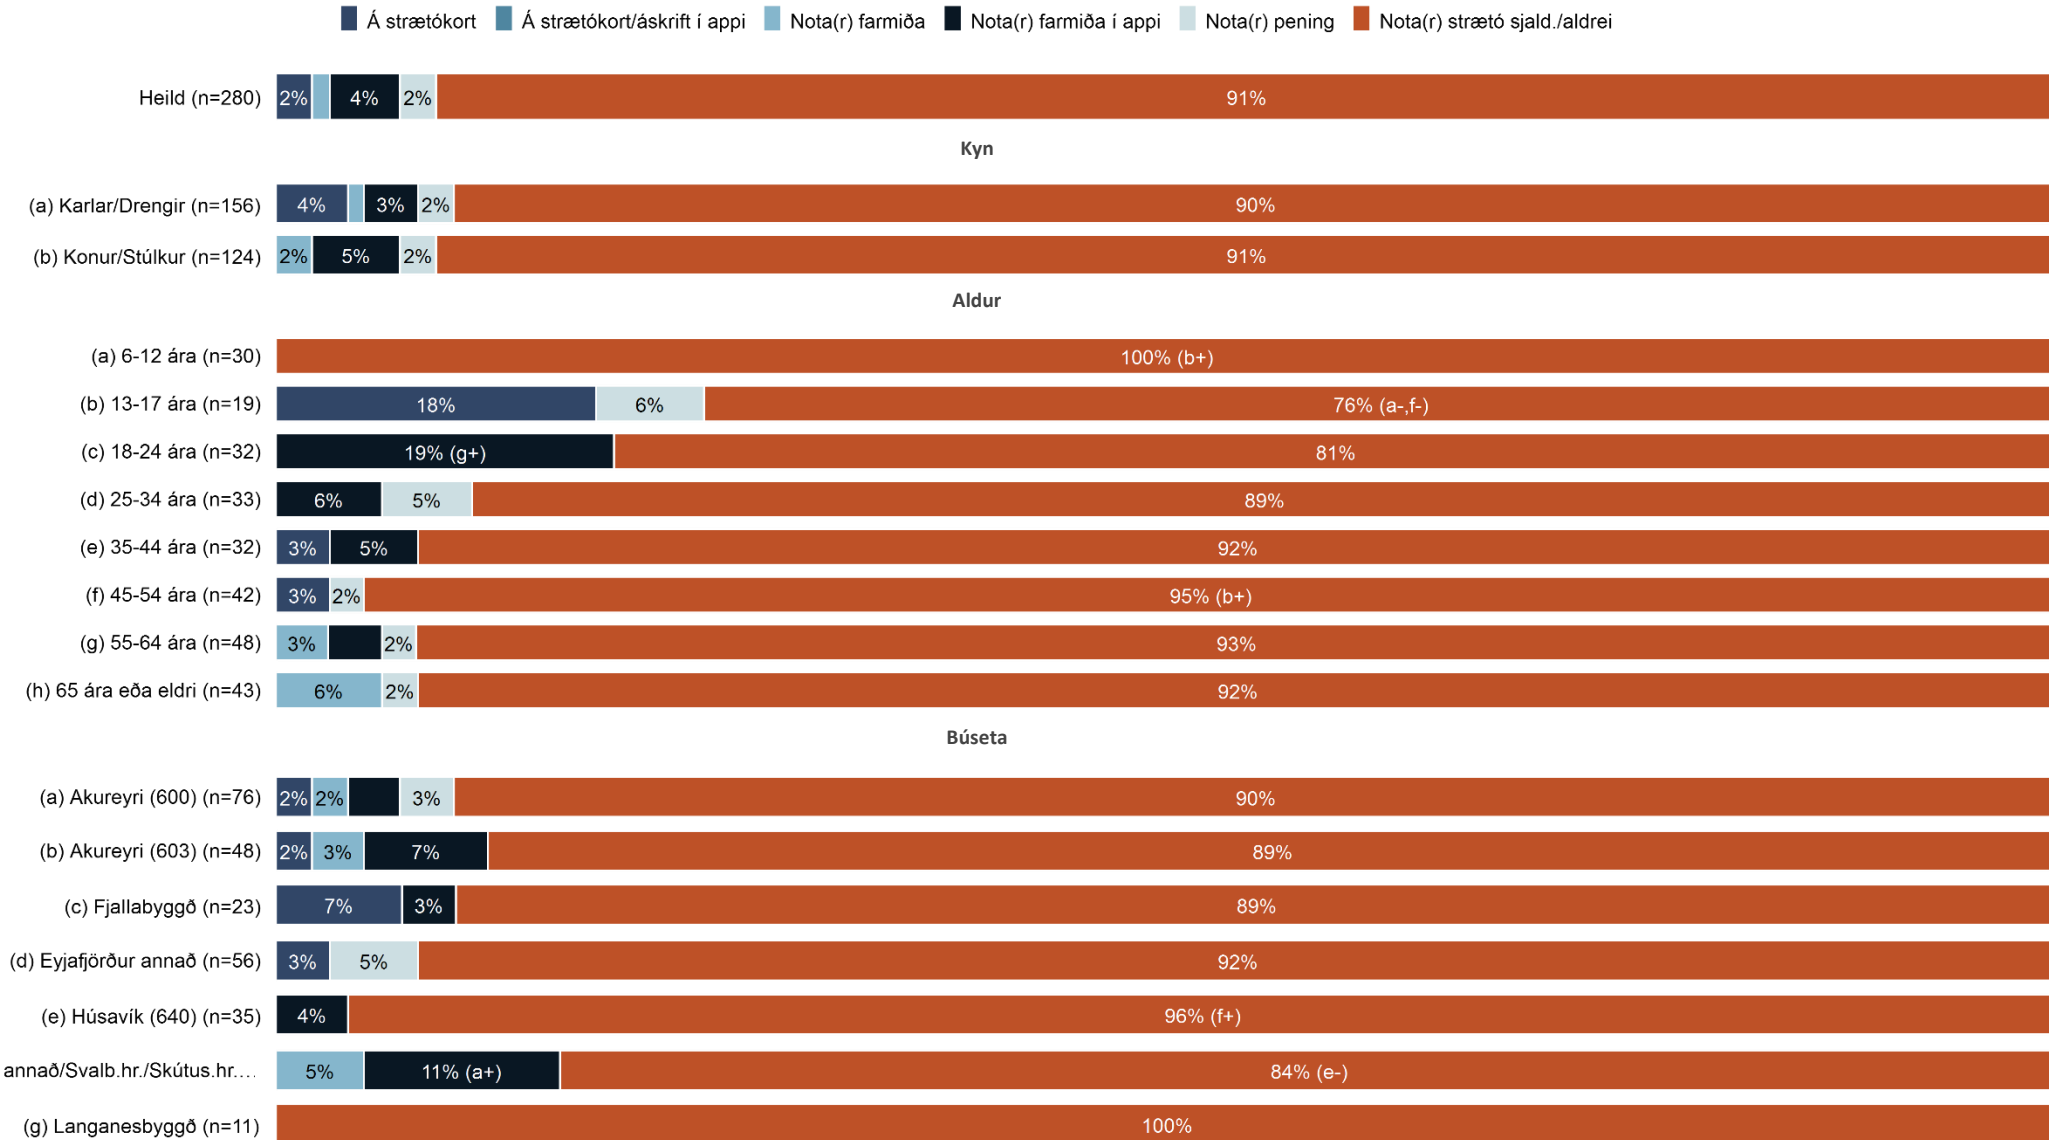 Á strætókort Á strætókort/áskrift í appi Nota(r) farmiða Nota(r) farmiða í appi Nota(r) pening Nota(r) strætó sjald./aldrei
Heild (n=280) 2% 4% 2% 91%
Kyn
(a) Karlar/Drengir (n=156) 4% 3% 2% 90%
(b) Konur/Stúlkur (n=124) 2% 5% 2% 91%
Aldur
(a) 6-12 ára (n=30) 100% (b+)
(b) 13-17 ára (n=19) 18% 6% 76% (a-,f-)
(c) 18-24 ára (n=32) 19% (g+) 81%
(d) 25-34 ára (n=33) 6% 5% 89%
(e) 35-44 ára (n=32) 3% 5% 92%
(f) 45-54 ára (n=42) 3% 2% 95% (b+)
(g) 55-64 ára (n=48) 3% 2% 93%
(h) 65 ára eða eldri (n=43) 6% 2% 92%
Búseta
(a) Akureyri (600) (n=76) 2% 2% 3% 90%
(b) Akureyri (603) (n=48) 2% 3% 7% 89%
(c) Fjallabyggð (n=23) 7% 3% 89%
(d) Eyjafjörður annað (n=56) 3% 5% 92%
(e) Húsavík (640) (n=35) 4% 96% (f+)
annað/Svalb.hr./Skútus.hr.… 5% 11% (a+) 84% (e-)
(g) Langanesbyggð (n=11) 100%